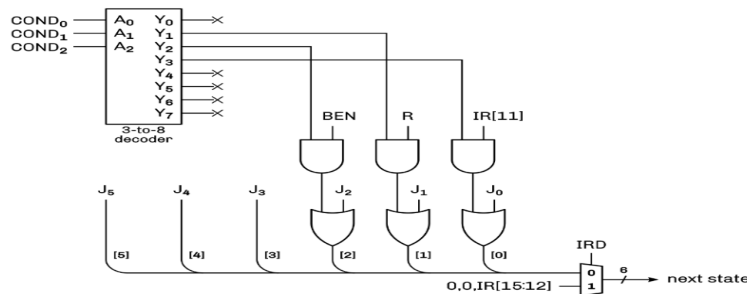 COND₀ A₀ Y₀
COND₁ A₁ Y₁
COND₂ A₂ Y₂
Y₃
Y₄
Y₅
Y₆
Y₇
3-to-8
decoder
BEN R IR[11]
J₅ J₄ J₃ J₂ J₁ J₀
[5] [4] [3] [2] [1] [0]
IRD
0 6
next state
0,0,IR[15:12] 1